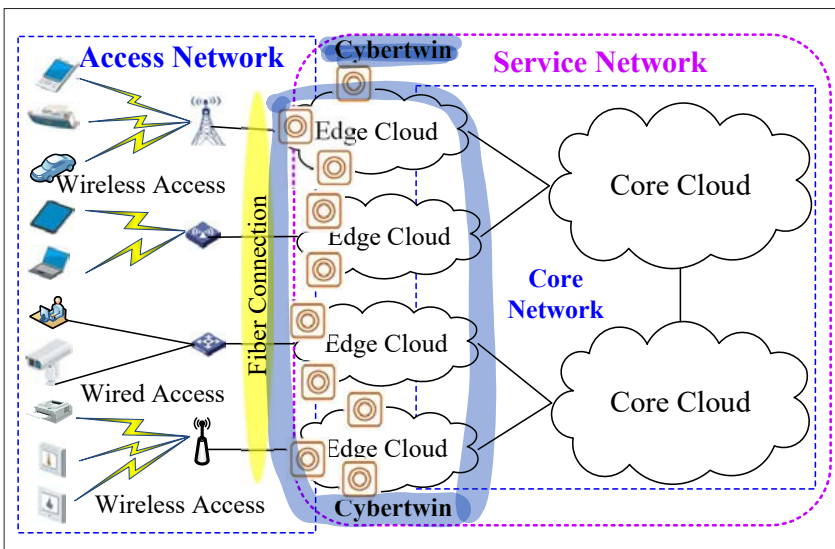 Access Network
Cybertwin
Service Network
Edge Cloud
Wireless Access
Core Cloud
Edge Cloud
Fiber Connection
Core
Network
Edge Cloud
Wired Access
Core Cloud
Edge Cloud
Wireless Access
Cybertwin